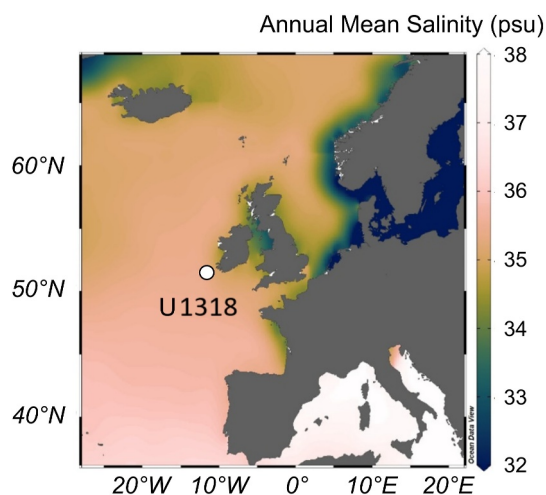 Annual Mean Salinity (psu)
38
37
36
35
34
33
32
60°N
50°N
40°N
U1318
20°W 10°W 0° 10°E 20°E
Ocean Data View